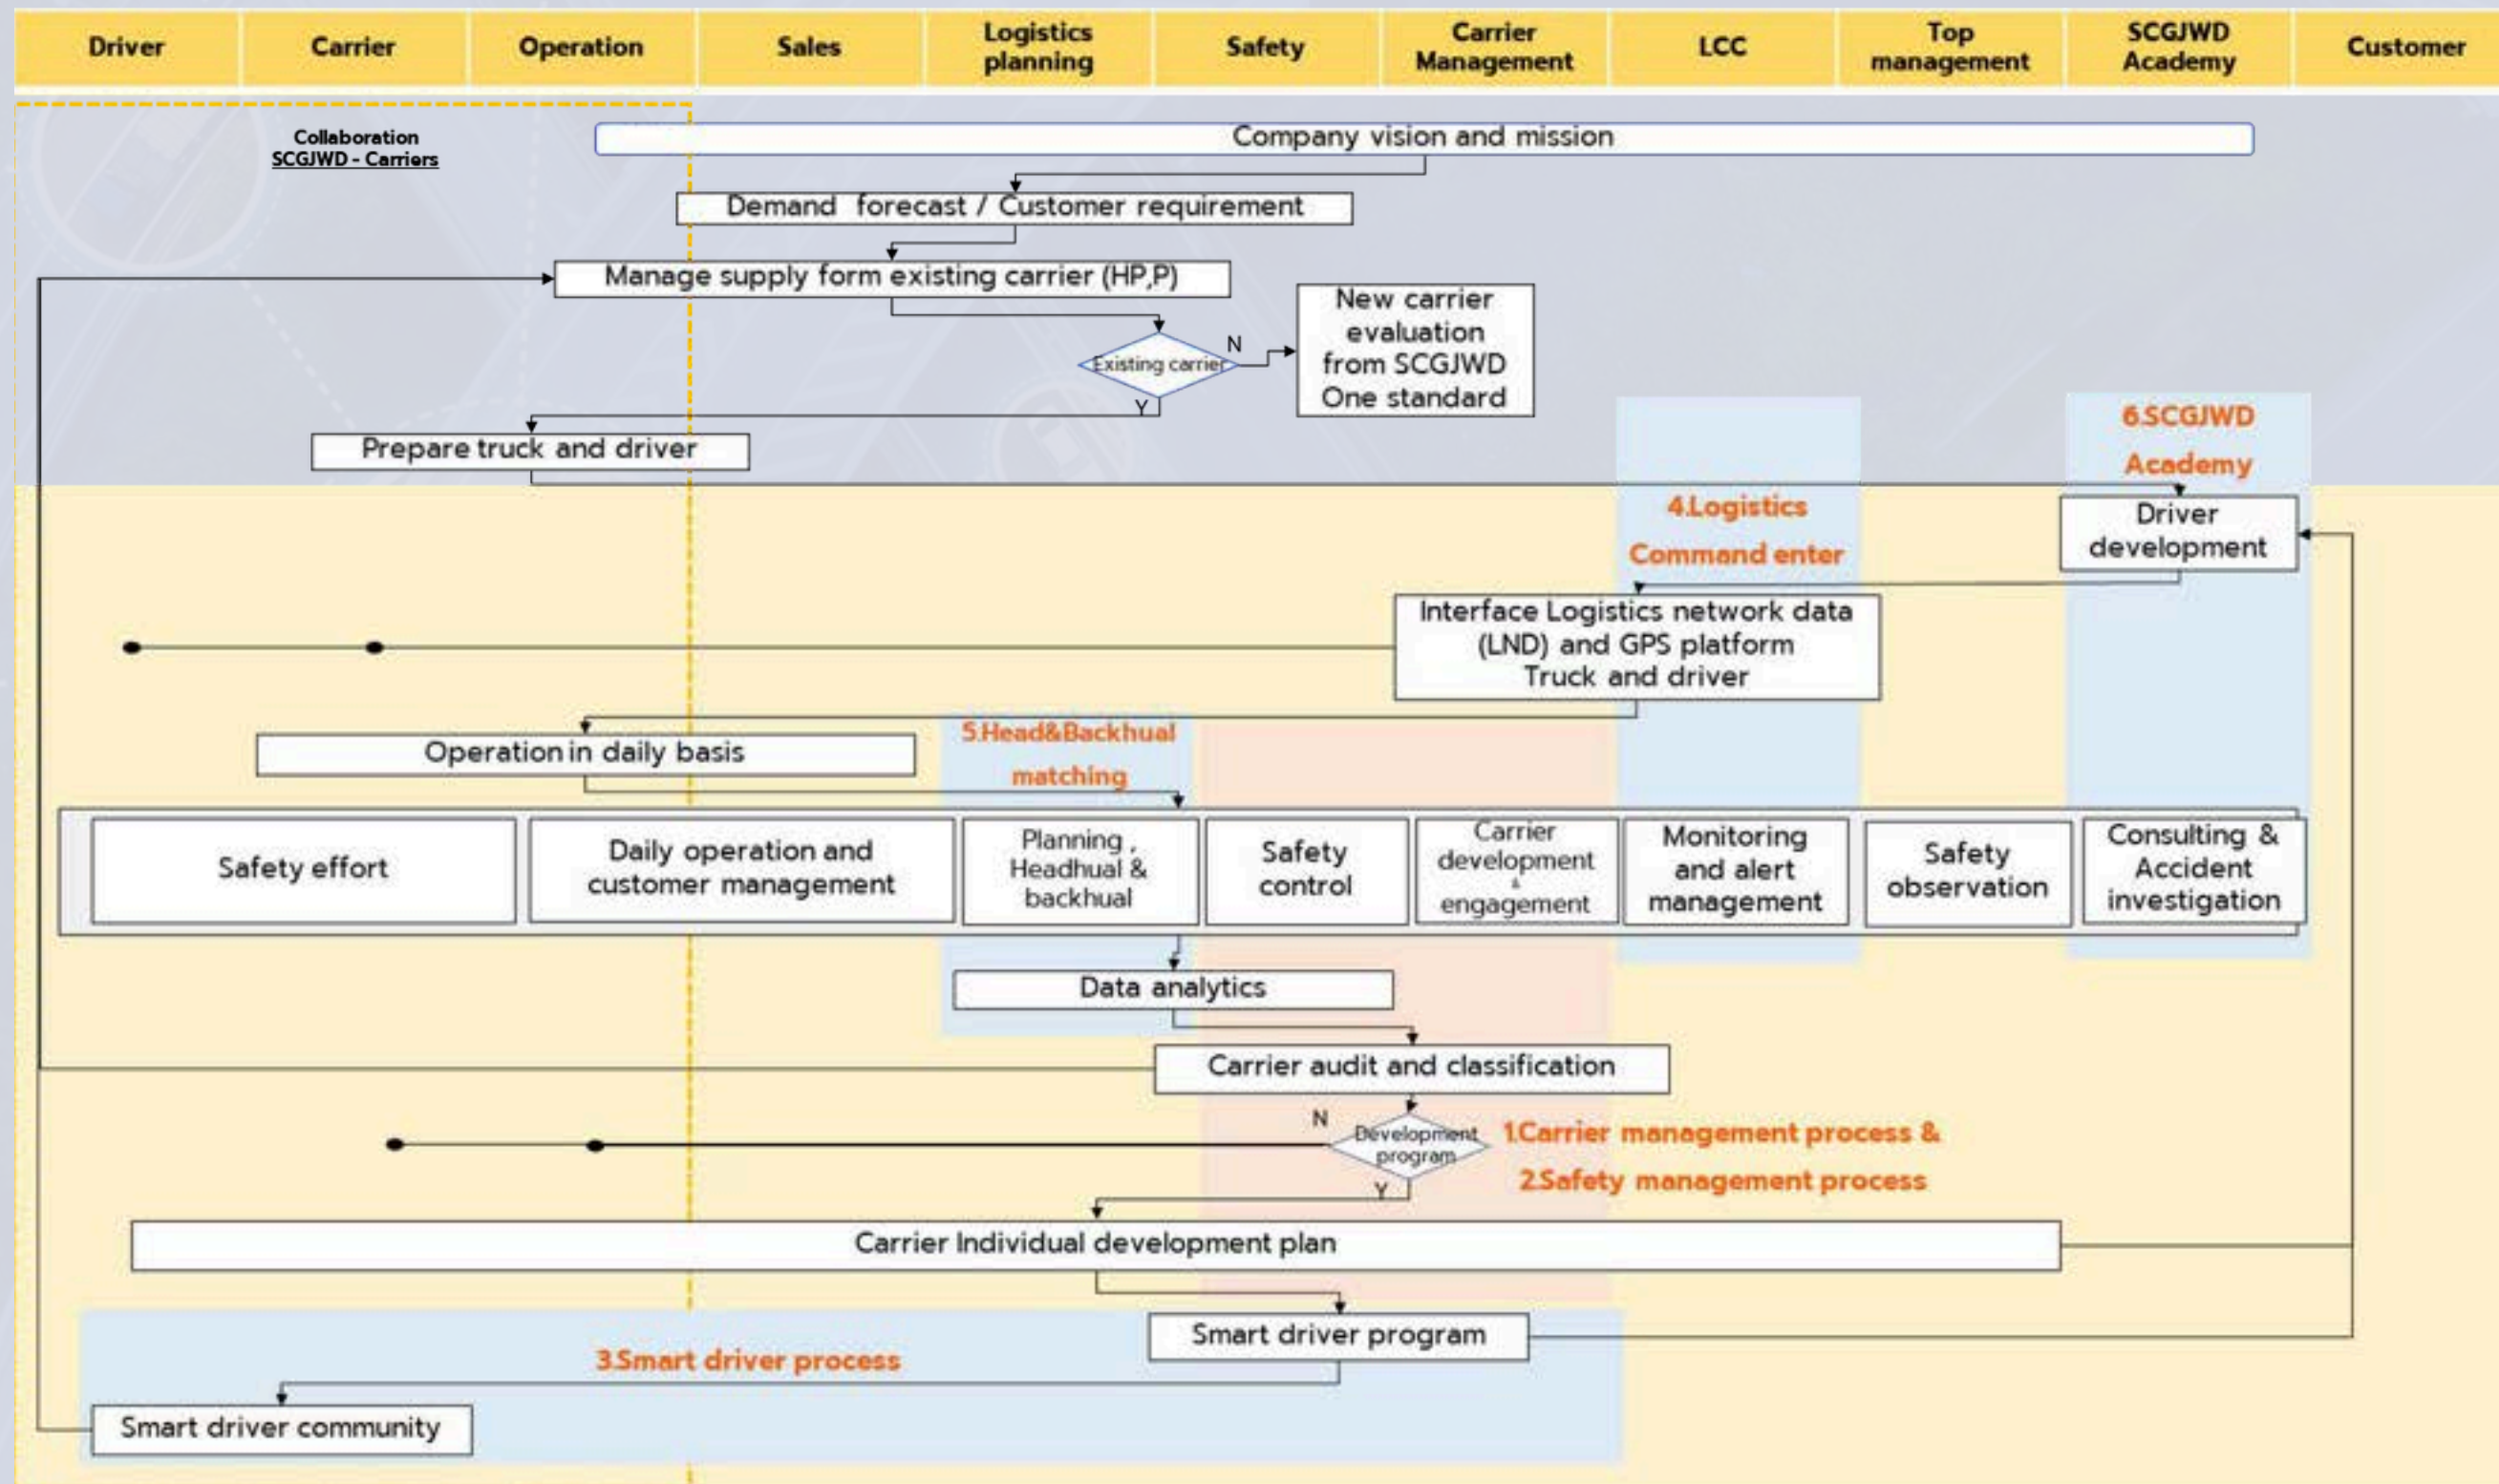 Driver
Carrier
Operation
Sales
Logistics
planning
Safety
Carrier
Management
LCC
Top
management
SCGJWD
Academy
Customer
Collaboration
SCGJWD - Carriers
Company vision and mission
Demand forecast / Customer requirement
Manage supply form existing carrier (HP,P)
New carrier
evaluation
from SCGJWD
One standard
Existing carrier
N
Y
Prepare truck and driver
6.SCGJWD
Academy
4.Logistics
Command enter
Driver
development
Interface Logistics network data
(LND) and GPS platform
Truck and driver
Operation in daily basis
5.Head&Backhual
matching
Safety effort
Daily operation and
customer management
Planning ,
Headhual &
backhual
Safety
control
Carrier
development
&
engagement
Monitoring
and alert
management
Safety
observation
Consulting &
Accident
investigation
Data analytics
Carrier audit and classification
N
Development
program
Y
1.Carrier management process &
2.Safety management process
Carrier Individual development plan
Smart driver program
3.Smart driver process
Smart driver community